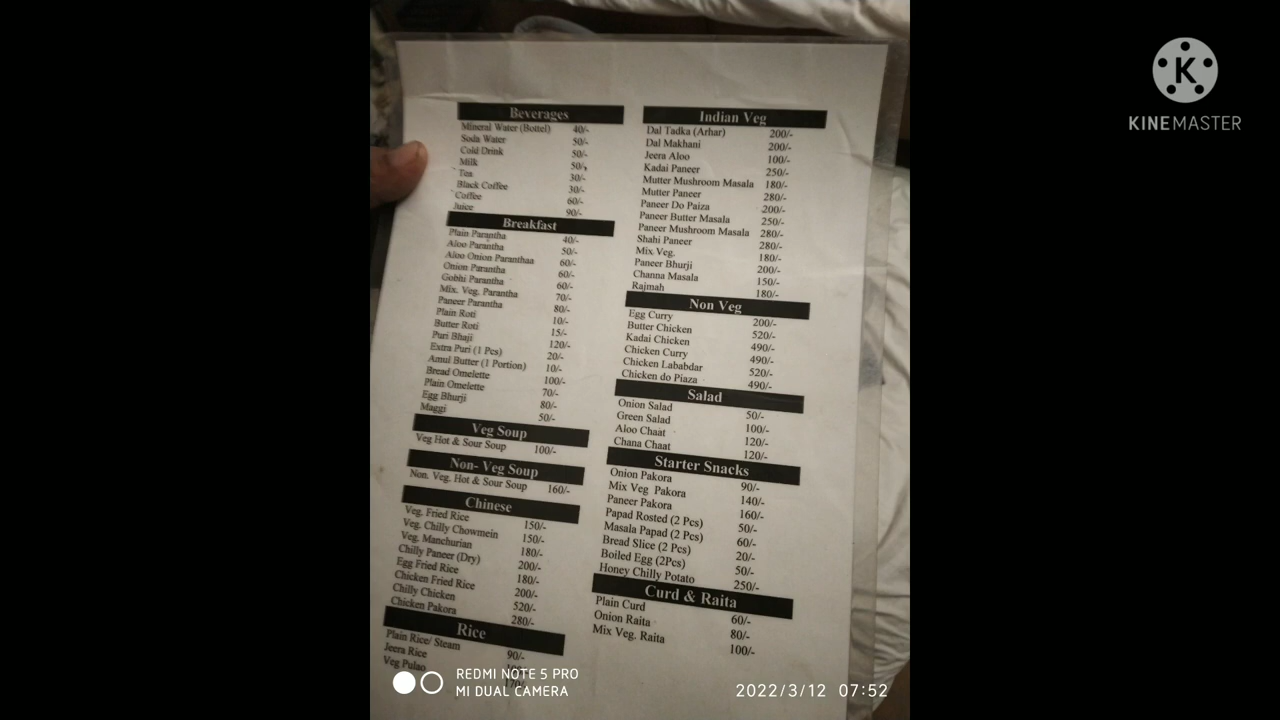 Beverages
Mineral Water (Bottel) 40/-
Soda Water 50/-
Cold Drink 50/-
Milk 50/-
Tea 30/-
Black Coffee 30/-
Coffee 60/-
Juice 90/-
Breakfast
Plain Parantha 40/-
Aloo Parantha 50/-
Aloo Onion Paranthaa 60/-
Onion Parantha 60/-
Gobhi Parantha 60/-
Mix. Veg. Parantha 70/-
Paneer Parantha 80/-
Plain Roti 10/-
Butter Roti 15/-
Puri Bhaji 120/-
Extra Puri (1 Pcs) 20/-
Amul Butter (1 Portion) 10/-
Bread Omelette 100/-
Plain Omelette 70/-
Egg Bhurji 80/-
Maggi 50/-
Veg Soup
Veg Hot & Sour Soup 100/-
Non- Veg Soup
Non. Veg. Hot & Sour Soup 160/-
Chinese
Veg. Fried Rice 150/-
Veg. Chilly Chowmein 150/-
Veg. Manchurian 180/-
Chilly Paneer (Dry) 200/-
Egg Fried Rice 180/-
Chicken Fried Rice 200/-
Chilly Chicken 520/-
Chicken Pakora 280/-
Rice
Plain Rice/ Steam 90/-
Jeera Rice
Veg Pulao
Indian Veg
Dal Tadka (Arhar) 200/-
Dal Makhani 200/-
Jeera Aloo 100/-
Kadai Paneer 250/-
Mutter Mushroom Masala 180/-
Mutter Paneer 280/-
Paneer Do Paiza 200/-
Paneer Butter Masala 250/-
Paneer Mushroom Masala 280/-
Shahi Paneer 280/-
Mix Veg. 180/-
Paneer Bhurji 200/-
Channa Masala 150/-
Rajmah 180/-
Non Veg
Egg Curry 200/-
Butter Chicken 520/-
Kadai Chicken 490/-
Chicken Curry 490/-
Chicken Lababdar 520/-
Chicken do Piaza 490/-
Salad
Onion Salad 50/-
Green Salad 100/-
Aloo Chaat 120/-
Chana Chaat 120/-
Starter Snacks
Onion Pakora 90/-
Mix Veg Pakora 140/-
Paneer Pakora 160/-
Papad Rosted (2 Pcs) 50/-
Masala Papad (2 Pcs) 60/-
Bread Slice (2 Pcs) 20/-
Boiled Egg (2Pcs) 50/-
Honey Chilly Potato 250/-
Curd & Raita
Plain Curd 60/-
Onion Raita 80/-
Mix Veg. Raita 100/-
REDMI NOTE 5 PRO
MI DUAL CAMERA
2022/3/12 07:52
K
KINEMASTER